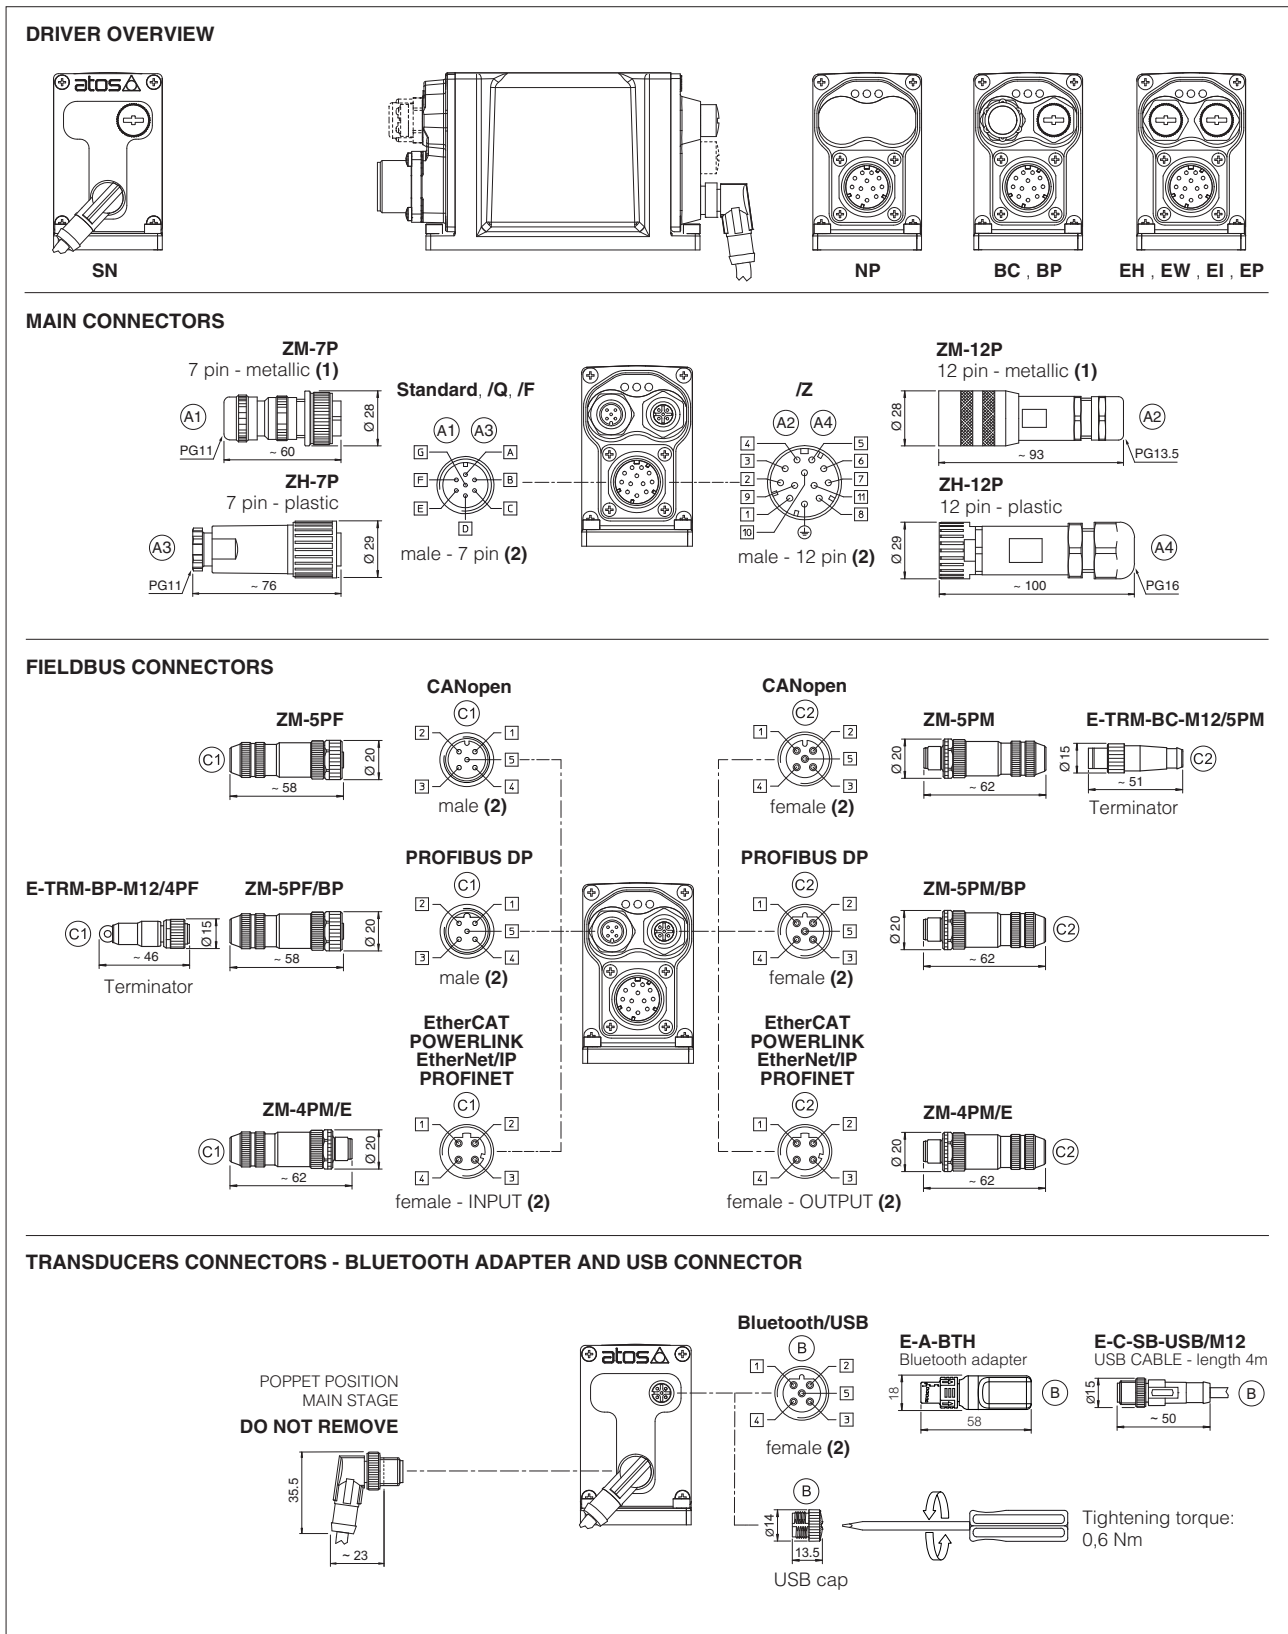 DRIVER OVERVIEW
atos
SN
NP
BC , BP
EH , EW , EI , EP
MAIN CONNECTORS
ZM-7P
7 pin - metallic (1)
A1
Ø 28
PG11
~ 60
ZH-7P
7 pin - plastic
A3
Ø 29
PG11
~ 76
Standard, /Q, /F
A1 A3
G A
F B
E C
D
male - 7 pin (2)
/Z
A2 A4
4 5
3 6
2 7
9 11
1 8
10
male - 12 pin (2)
ZM-12P
12 pin - metallic (1)
Ø 28
A2
PG13.5
~ 93
ZH-12P
12 pin - plastic
Ø 29
A4
PG16
~ 100
FIELDBUS CONNECTORS
ZM-5PF
C1
Ø 20
~ 58
CANopen
C1
2 1
5
3 4
male (2)
CANopen
C2
1 2
5
4 3
female (2)
ZM-5PM
Ø 20
~ 62
E-TRM-BC-M12/5PM
Ø 15
C2
~ 51
Terminator
E-TRM-BP-M12/4PF
C1
Ø 15
~ 46
Terminator
ZM-5PF/BP
Ø 20
~ 58
PROFIBUS DP
C1
2 1
5
3 4
male (2)
PROFIBUS DP
C2
1 2
5
4 3
female (2)
ZM-5PM/BP
Ø 20
C2
~ 62
ZM-4PM/E
C1
Ø 20
~ 62
EtherCAT
POWERLINK
EtherNet/IP
PROFINET
C1
1 2
4 3
female - INPUT (2)
EtherCAT
POWERLINK
EtherNet/IP
PROFINET
C2
1 2
4 3
female - OUTPUT (2)
ZM-4PM/E
Ø 20
C2
~ 62
TRANSDUCERS CONNECTORS - BLUETOOTH ADAPTER AND USB CONNECTOR
POPPET POSITION
MAIN STAGE
DO NOT REMOVE
35.5
~ 23
atos
Bluetooth/USB
B
1 2
5
4 3
female (2)
E-A-BTH
Bluetooth adapter
18
B
58
E-C-SB-USB/M12
USB CABLE - length 4m
Ø15
B
~ 50
B
Ø14
13.5
USB cap
Tightening torque:
0,6 Nm